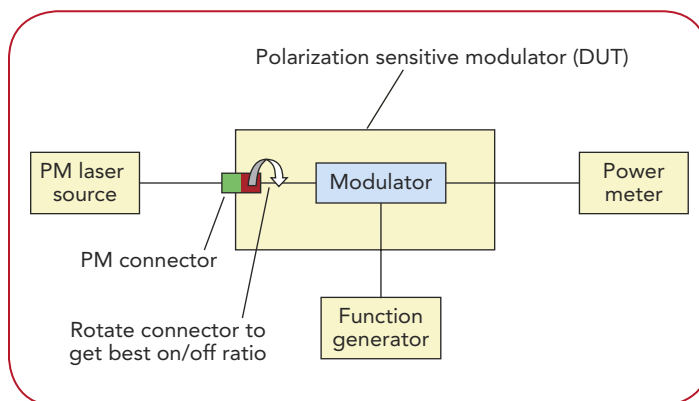 Polarization sensitive modulator (DUT)
PM laser
source
Modulator
Power
meter
PM connector
Rotate connector to
get best on/off ratio
Function
generator